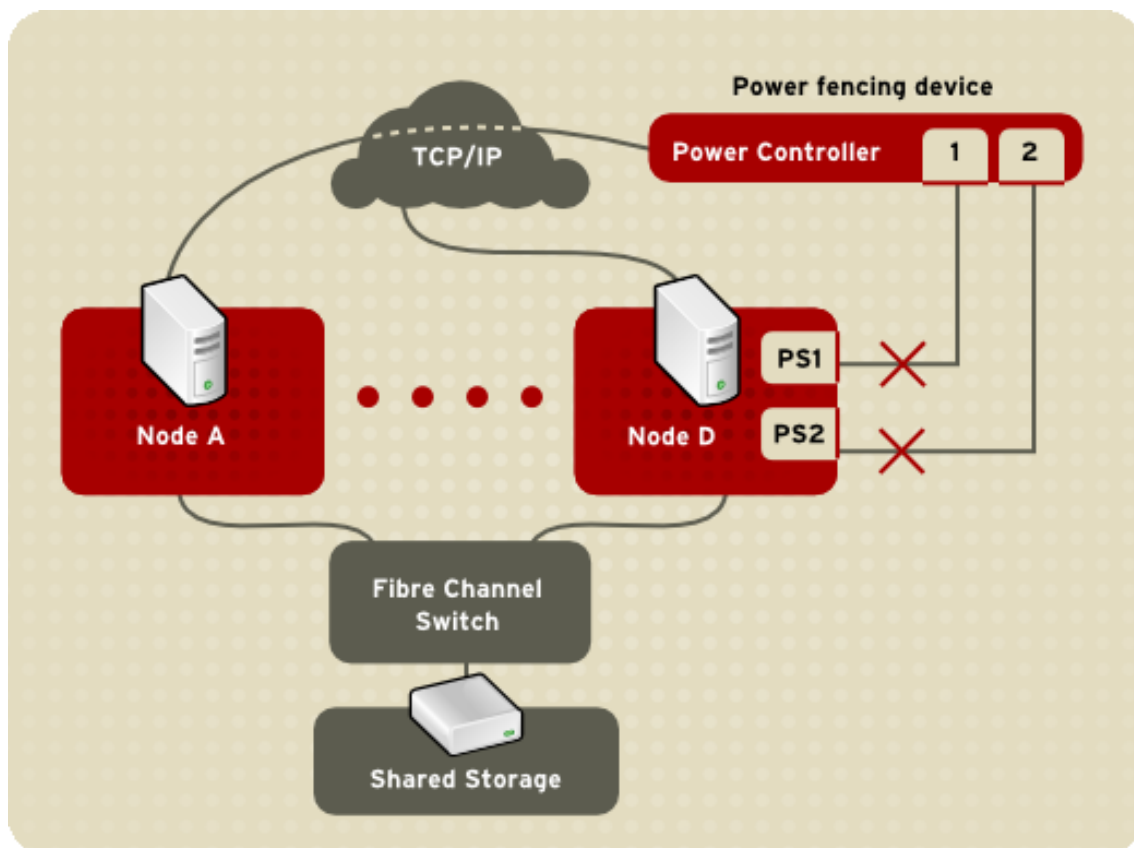 Power fencing device
TCP/IP
Power Controller
1
2
Node A
Node D
PS1
PS2
Fibre Channel
Switch
Shared Storage